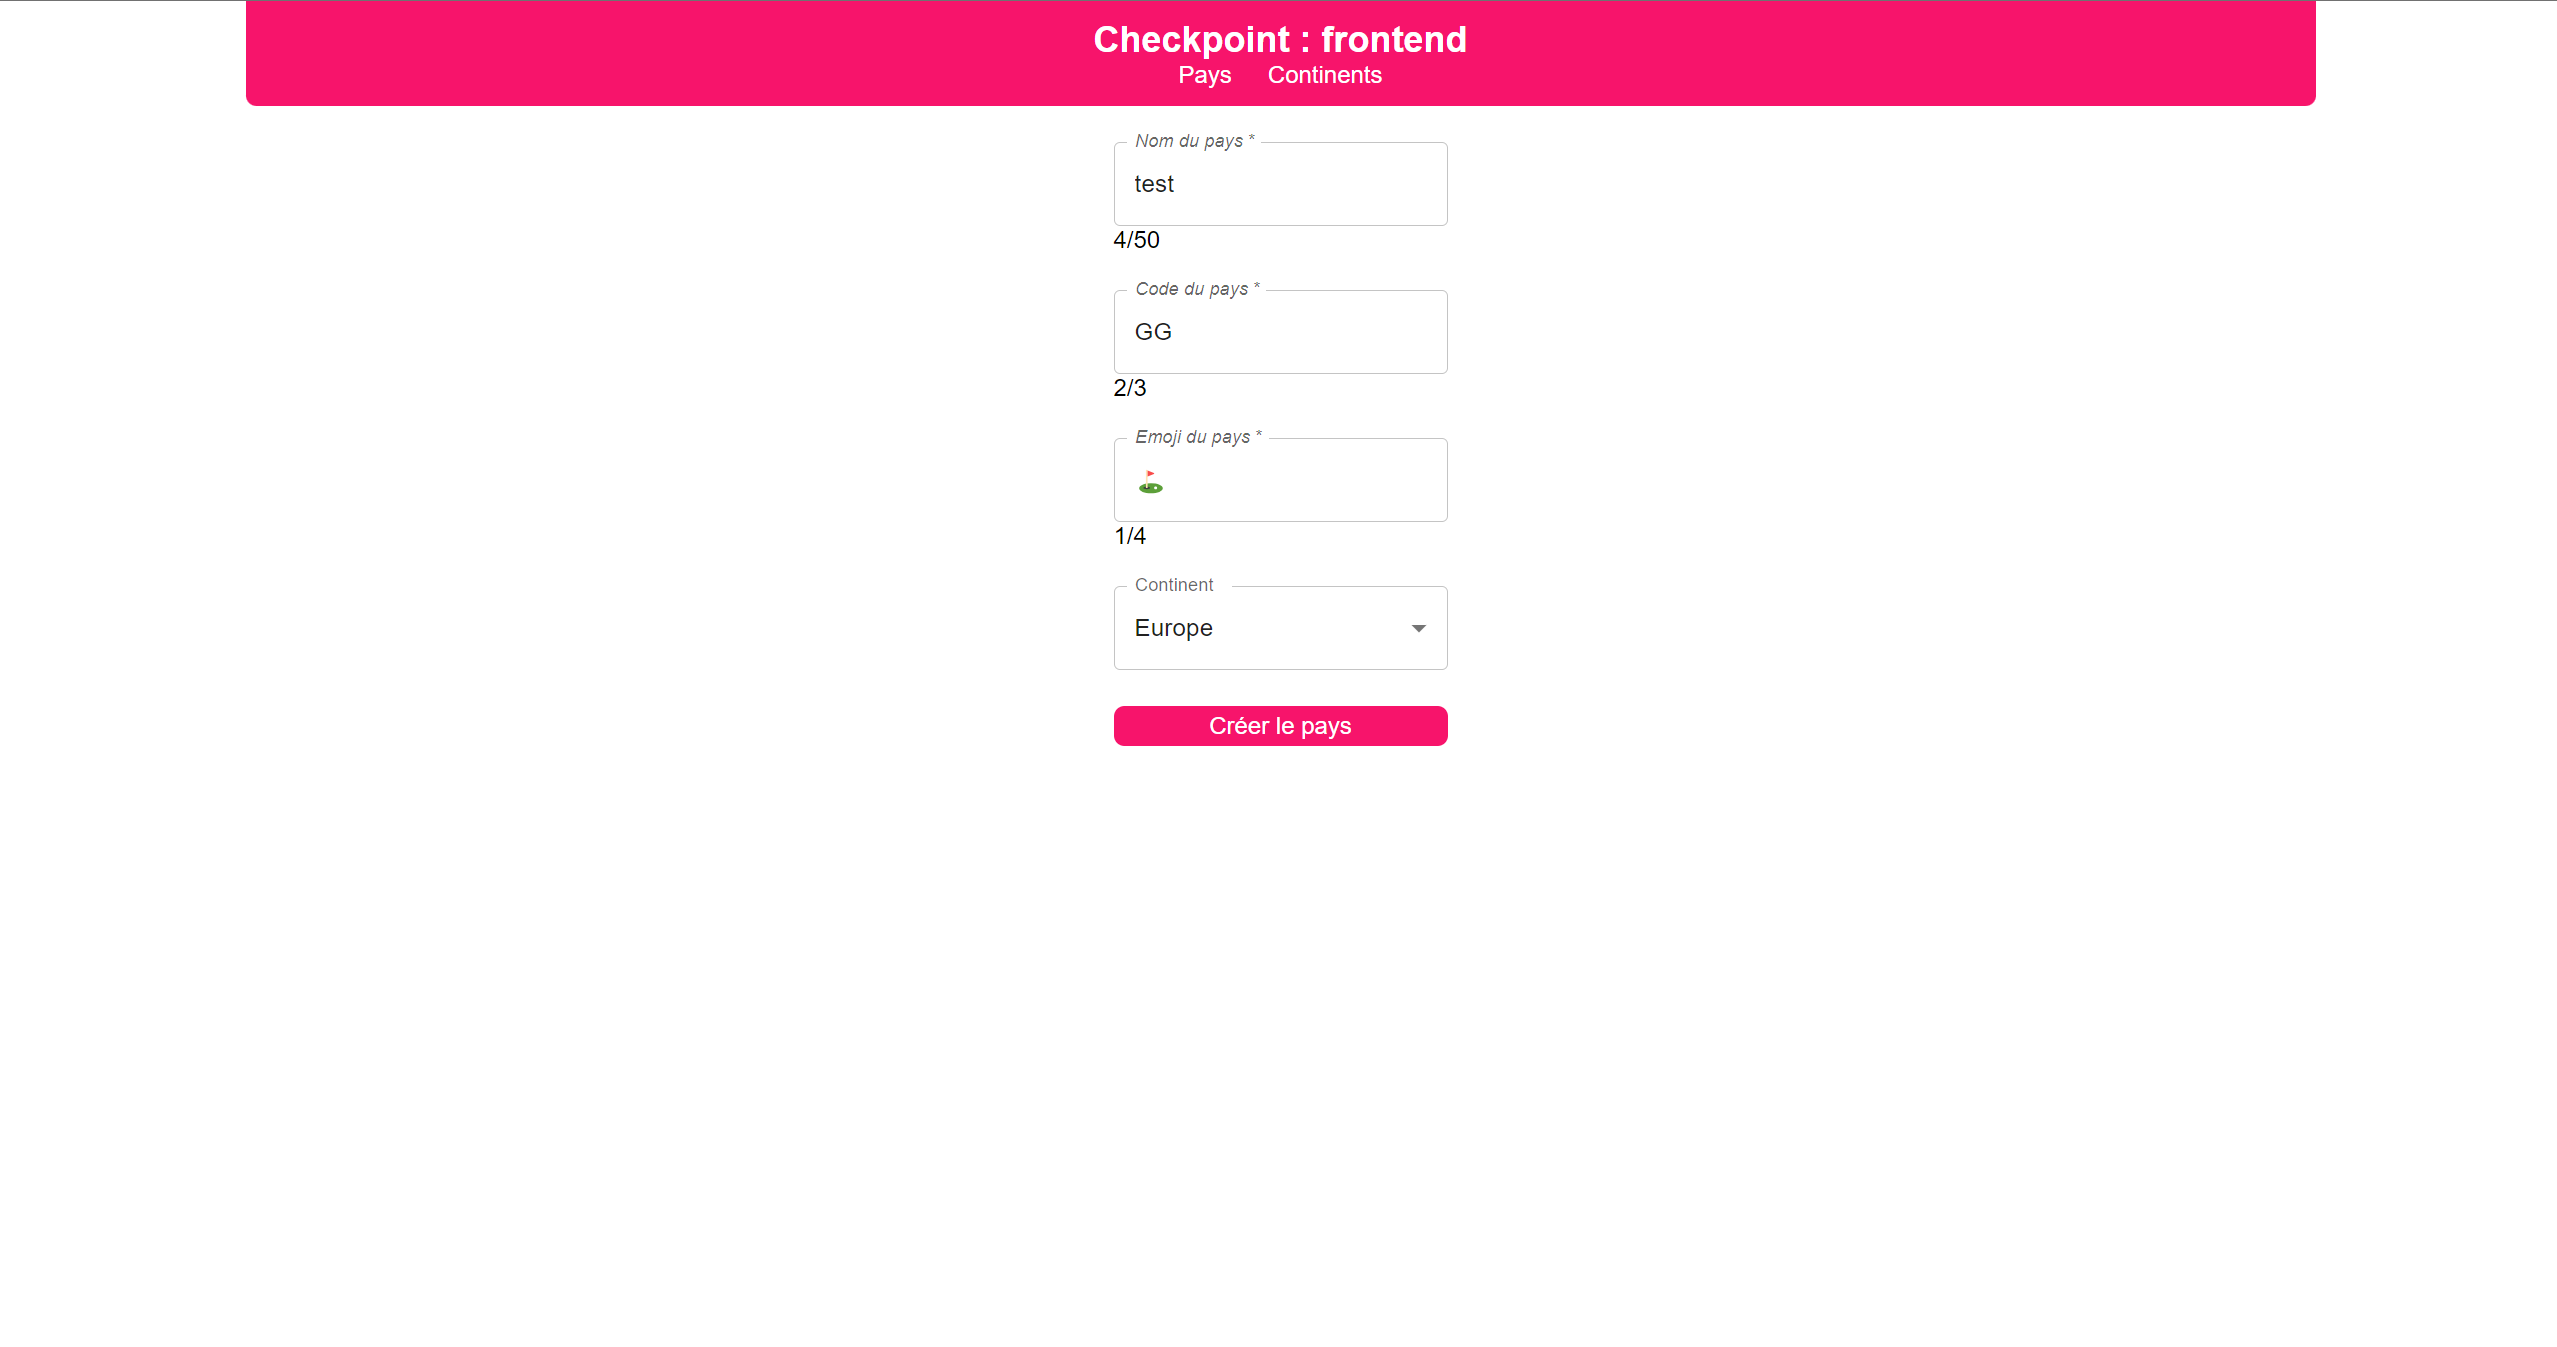 Checkpoint : frontend
Pays Continents
Nom du pays *
test
4/50
Code du pays *
GG
2/3
Emoji du pays *
⛳
1/4
Continent
Europe
Créer le pays